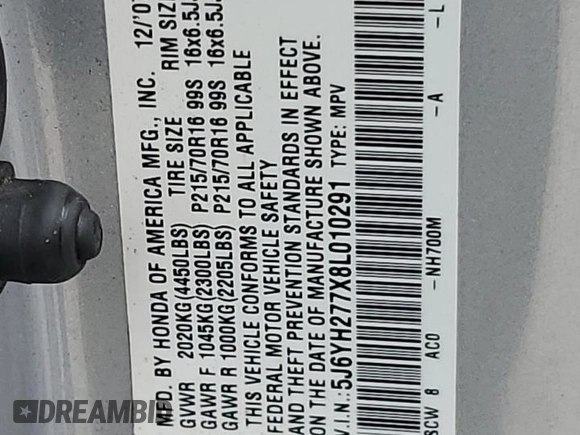 MFD. BY HONDA OF AMERICA MFG., INC. 12/'07
GVWR 2020KG(4450LBS) TIRE SIZE RIM SIZE
GAWR F 1045KG(2300LBS) P215/70R16 99S 16x6.5J
GAWR R 1000KG(2205LBS) P215/70R16 99S 16x6.5J
THIS VEHICLE CONFORMS TO ALL APPLICABLE
FEDERAL MOTOR VEHICLE SAFETY
AND THEFT PREVENTION STANDARDS IN EFFECT
ON THE DATE OF MANUFACTURE SHOWN ABOVE.
V.I.N.: 5J6YH277X8L010291 TYPE: MPV
SCW 8 AC0 -NH700M -A -L
DREAMBID